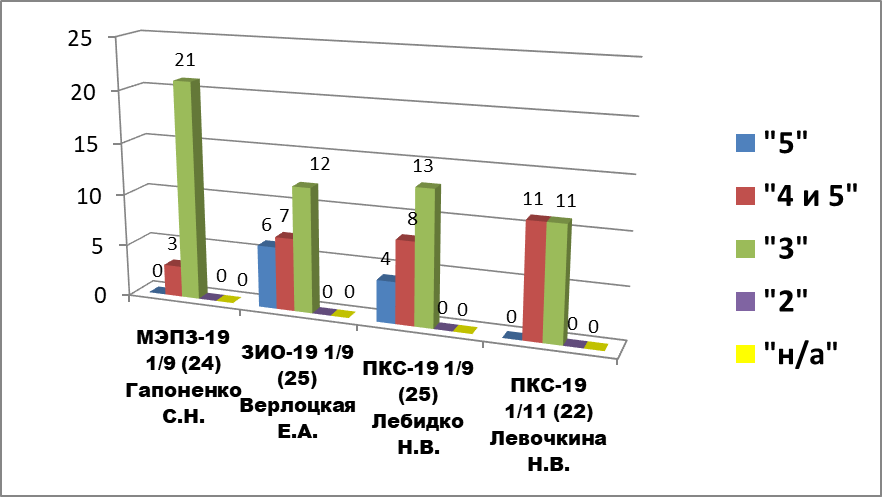 25
20
15
10
5
0
0 3 21 0 0
6 7 12 0 0
4 8 13 0 0
0 11 11 0 0
МЭПЗ-19
1/9 (24)
Гапоненко
С.Н.
ЗИО-19 1/9
(25)
Верлоцкая
Е.А.
ПКС-19 1/9
(25)
Лебидко
Н.В.
ПКС-19
1/11 (22)
Левочкина
Н.В.
"5"
"4 и 5"
"3"
"2"
"н/а"